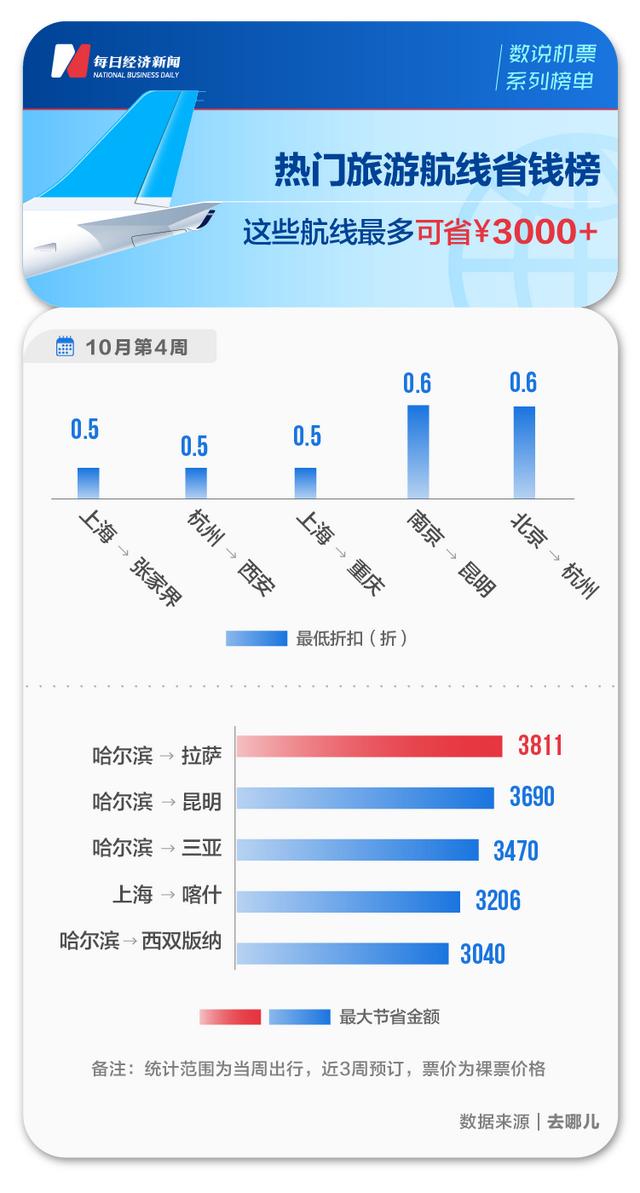 每日经济新闻
NATIONAL BUSINESS DAILY
数说机票
系列榜单
热门旅游航线省钱榜
这些航线最多可省¥3000+
10月第4周
0.5
0.5
0.5
0.6
0.6
上海→张家界
杭州→西安
上海→重庆
南京→昆明
北京→杭州
最低折扣（折）
哈尔滨→拉萨 3811
哈尔滨→昆明 3690
哈尔滨→三亚 3470
上海→喀什 3206
哈尔滨→西双版纳 3040
最大节省金额
备注：统计范围为当周出行，近3周预订，票价为裸票价格
数据来源｜去哪儿